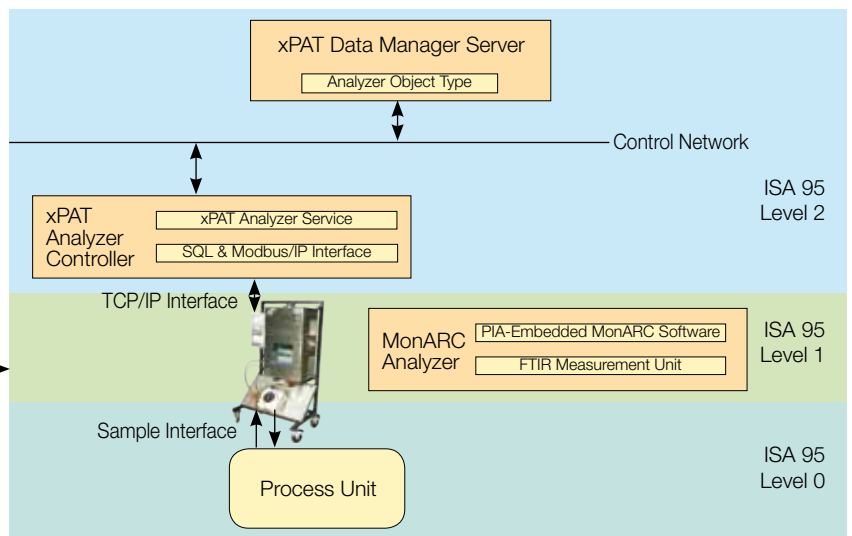 xPAT Data Manager Server
Analyzer Object Type
Control Network
ISA 95
Level 2
xPAT
Analyzer
Controller
xPAT Analyzer Service
SQL & Modbus/IP Interface
TCP/IP Interface
MonARC
Analyzer
PIA-Embedded MonARC Software
FTIR Measurement Unit
ISA 95
Level 1
Sample Interface
Process Unit
ISA 95
Level 0